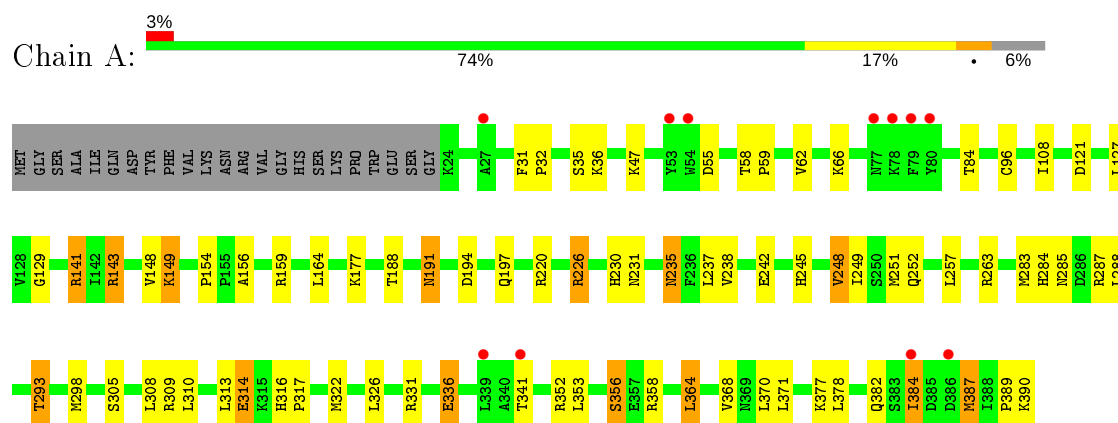 3%
Chain A:
74% 17% • 6%
MET GLY SER ALA ILE GLN ASP TYR PHE VAL LYS ASN ARG VAL GLY HIS SER LYS PRO TRP GLU SER GLY K24 A27 F31 P32 S35 K36 K47 Y53 W54 D55 T58 P59 V62 K66 N77 K78 F79 Y80 T84 C96 I108 D121 L127
V128 G129 R141 I142 R143 V148 K149 P154 P155 A156 R159 L164 K177 T188 N191 D194 Q197 R220 R226 H230 N231 N235 F236 L237 V238 E242 H245 V248 I249 S250 M251 Q252 L257 R263 M283 H284 N285 D286 R287 L288
T293 M298 S305 L308 R309 L310 L313 E314 K315 H316 P317 M322 L326 R331 E336 L339 A340 T341 R352 L353 S356 E357 R358 L364 V368 N369 L370 L371 K377 L378 Q382 S383 I384 D385 D386 M387 I388 P389 K390